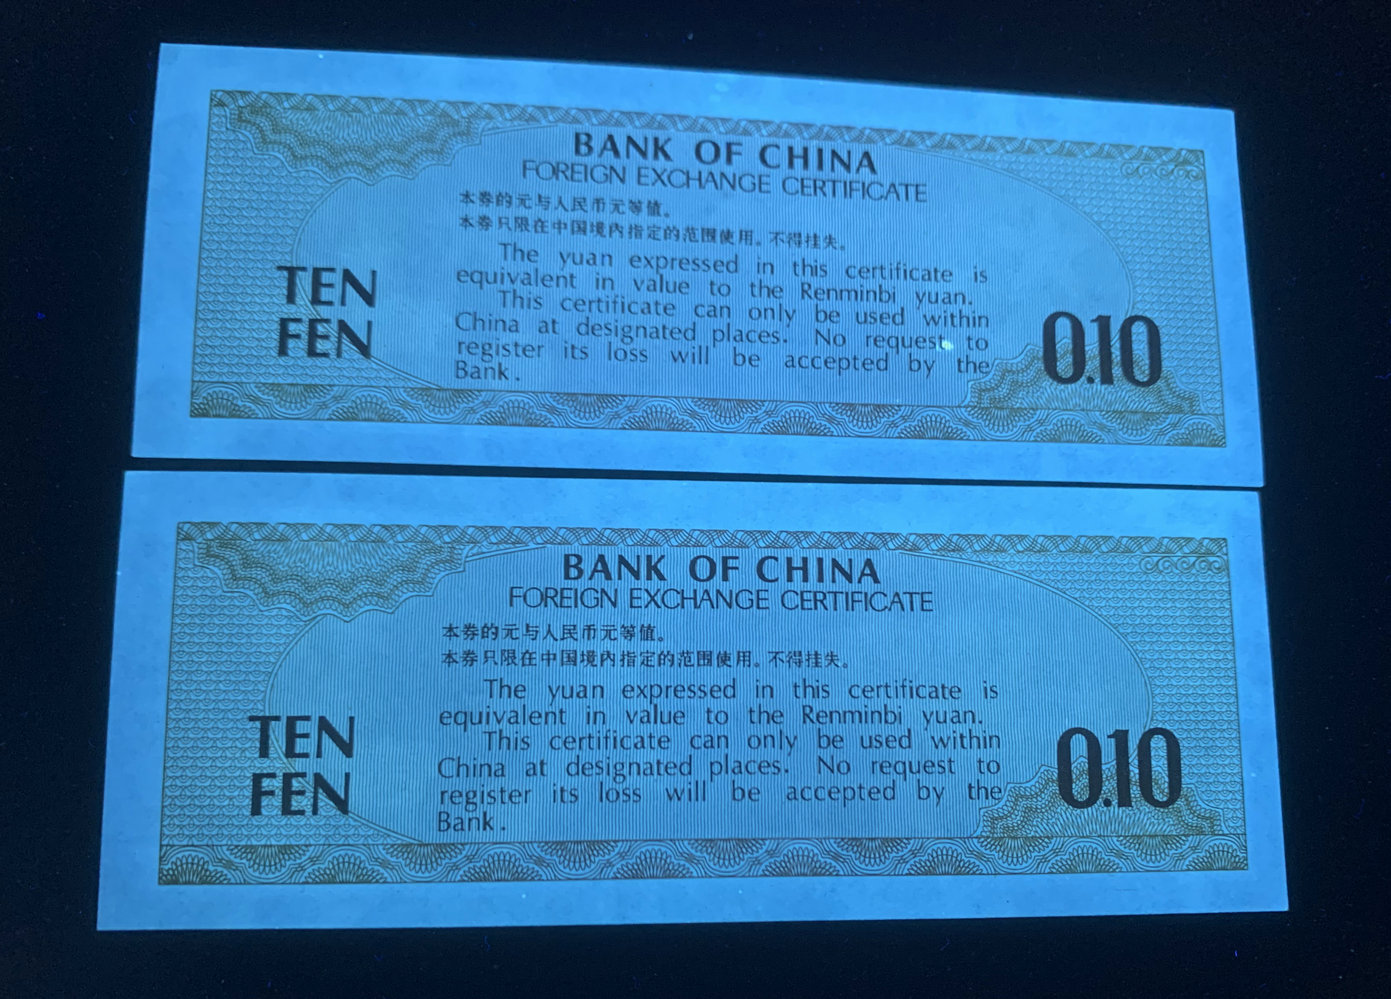 BANK OF CHINA
FOREIGN EXCHANGE CERTIFICATE
本券的元与人民币元等值。
本券只限在中国境内指定的范围使用。不得挂失。
The yuan expressed in this certificate is
equivalent in value to the Renminbi yuan.
This certificate can only be used within
China at designated places. No request to
register its loss will be accepted by the
Bank.
TEN
FEN
0.10
BANK OF CHINA
FOREIGN EXCHANGE CERTIFICATE
本券的元与人民币元等值。
本券只限在中国境内指定的范围使用。不得挂失。
The yuan expressed in this certificate is
equivalent in value to the Renminbi yuan.
This certificate can only be used within
China at designated places. No request to
register its loss will be accepted by the
Bank.
TEN
FEN
0.10